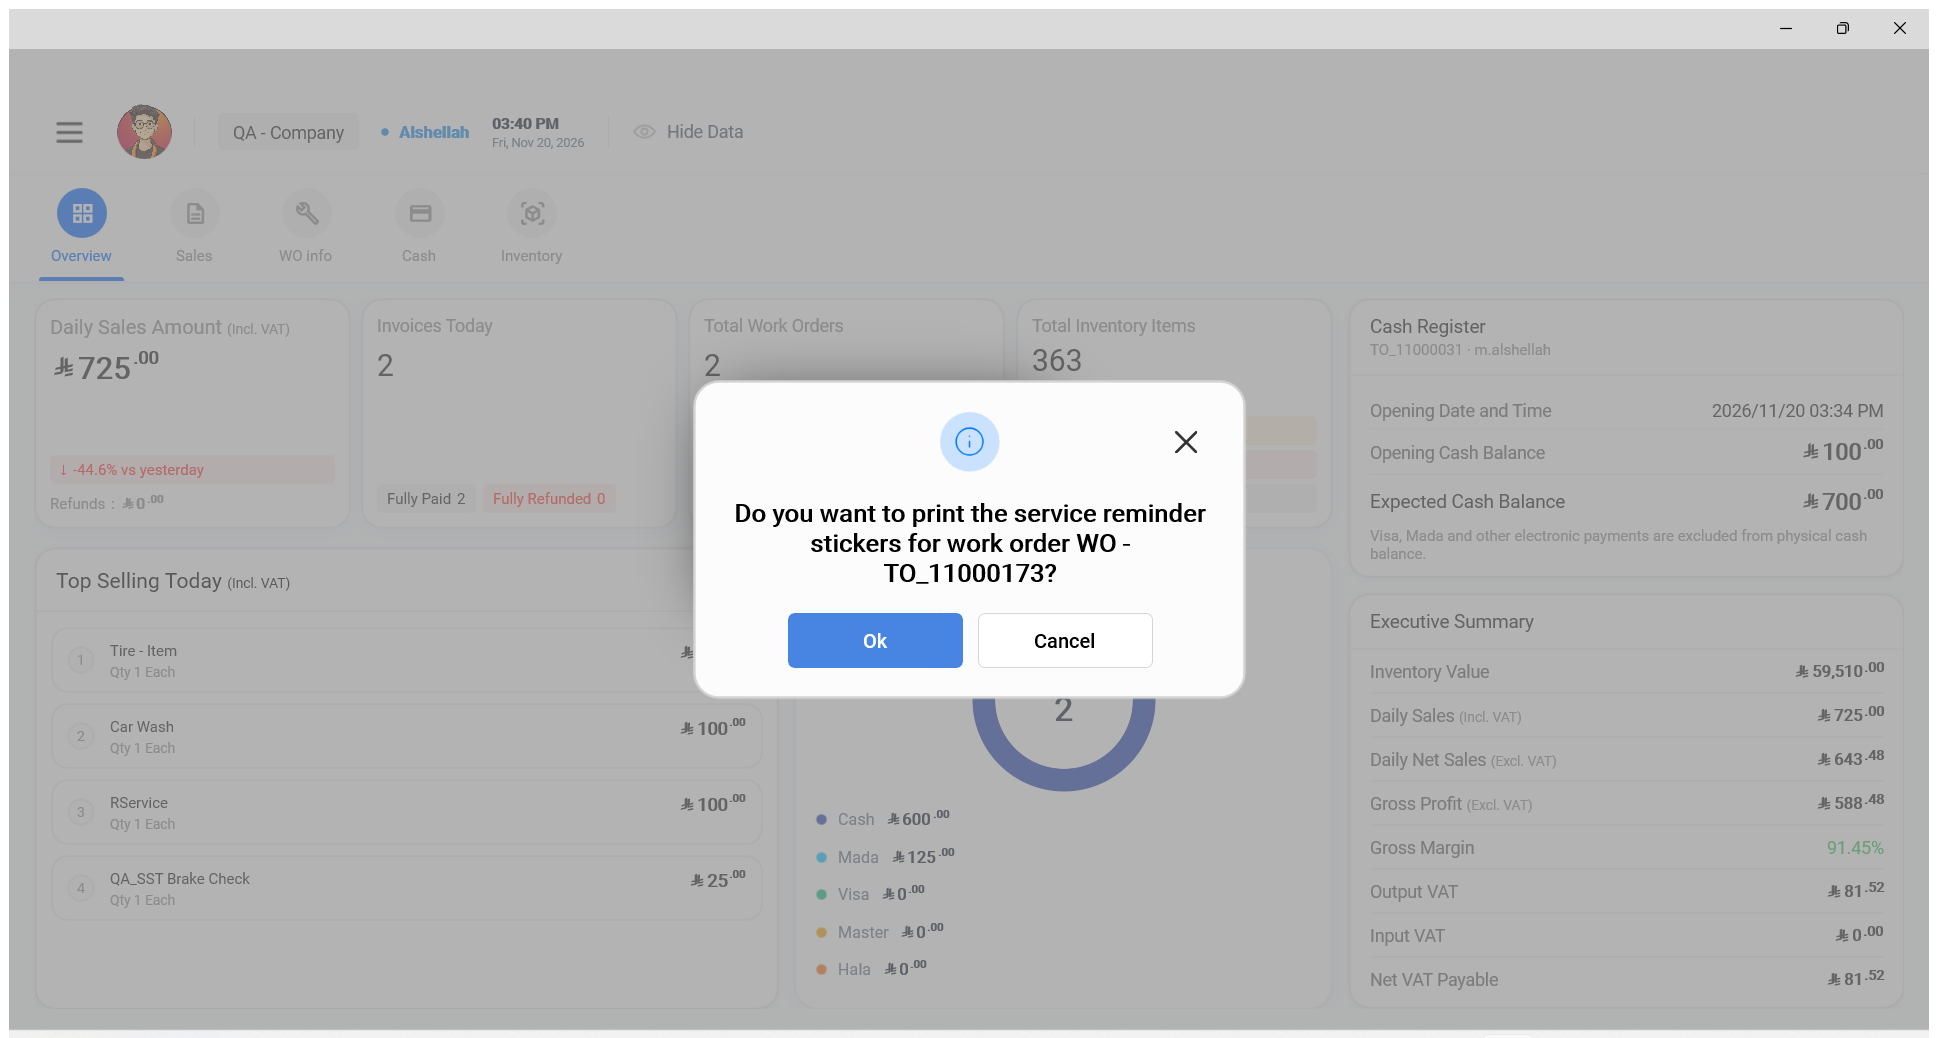 QA - Company
Alshellah
03:40 PM
Fri, Nov 20, 2026
Hide Data
Overview
Sales
WO info
Cash
Inventory
Daily Sales Amount (Incl. VAT)
725.00
↓ -44.6% vs yesterday
Refunds : 0.00
Invoices Today
2
Fully Paid 2
Fully Refunded 0
Total Work Orders
2
Total Inventory Items
363
Cash Register
TO_11000031 · m.alshellah
Opening Date and Time 2026/11/20 03:34 PM
Opening Cash Balance 100.00
Expected Cash Balance 700.00
Visa, Mada and other electronic payments are excluded from physical cash
balance.
Do you want to print the service reminder
stickers for work order WO -
TO_11000173?
Ok
Cancel
Top Selling Today (Incl. VAT)
1 Tire - Item
Qty 1 Each
2 Car Wash 100.00
Qty 1 Each
3 RService 100.00
Qty 1 Each
4 QA_SST Brake Check 25.00
Qty 1 Each
2
Cash 600.00
Mada 125.00
Visa 0.00
Master 0.00
Hala 0.00
Executive Summary
Inventory Value 59,510.00
Daily Sales (Incl. VAT) 725.00
Daily Net Sales (Excl. VAT) 643.48
Gross Profit (Excl. VAT) 588.48
Gross Margin 91.45%
Output VAT 81.52
Input VAT 0.00
Net VAT Payable 81.52